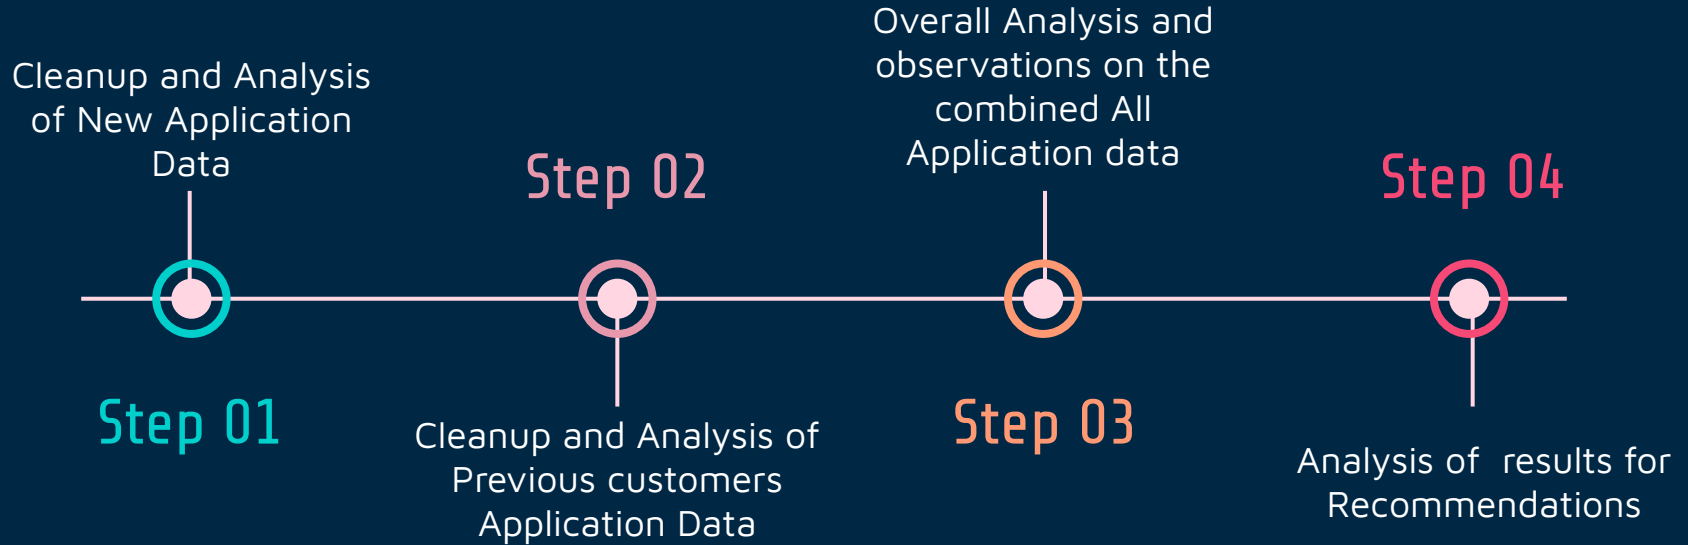 Cleanup and Analysis
of New Application
Data
Step 01
Step 02
Cleanup and Analysis of
Previous customers
Application Data
Overall Analysis and
observations on the
combined All
Application data
Step 03
Step 04
Analysis of  results for
Recommendations